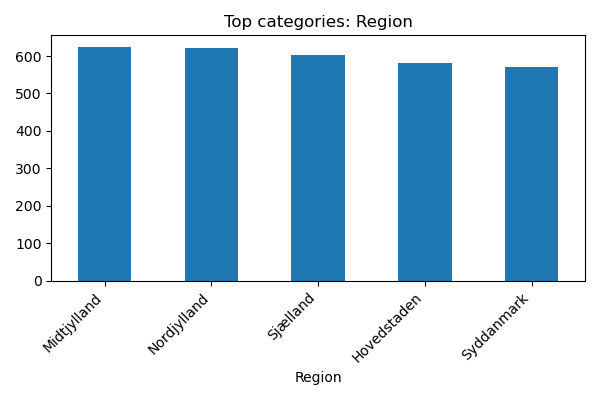 Top categories: Region
600
500
400
300
200
100
0
Midtjylland
Nordjylland
Sjælland
Hovedstaden
Syddanmark
Region